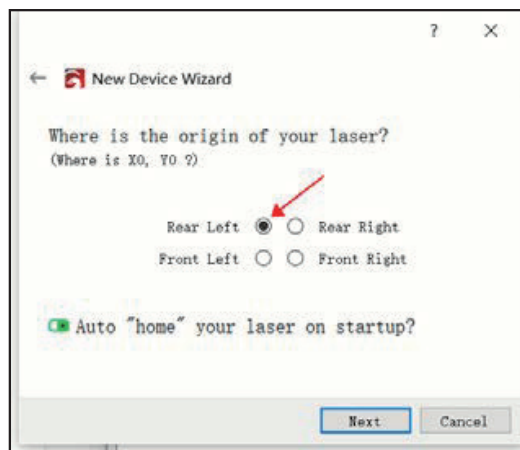 ?
New Device Wizard
Where is the origin of your laser?
(Where is X0, Y0 ?)
Rear Left Rear Right
Front Left Front Right
Auto "home" your laser on startup?
Next Cancel